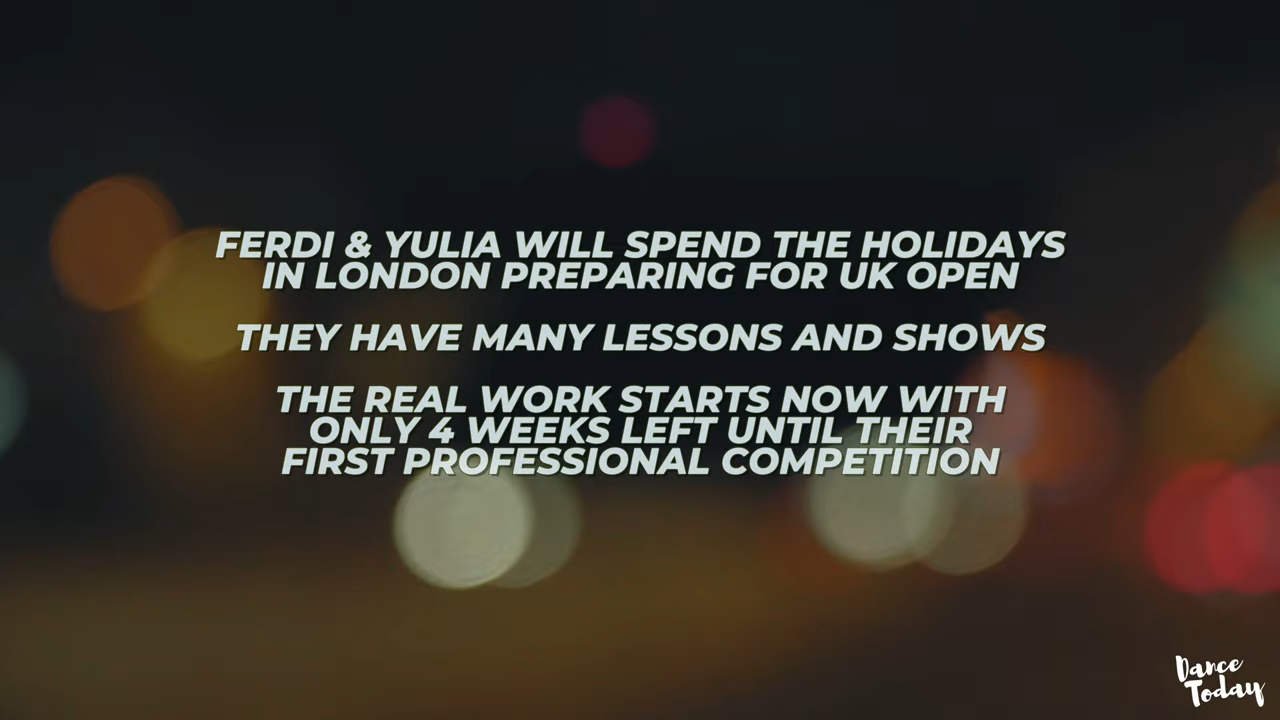 FERDI & YULIA WILL SPEND THE HOLIDAYS
IN LONDON PREPARING FOR UK OPEN
THEY HAVE MANY LESSONS AND SHOWS
THE REAL WORK STARTS NOW WITH
ONLY 4 WEEKS LEFT UNTIL THEIR
FIRST PROFESSIONAL COMPETITION
Dance
Today